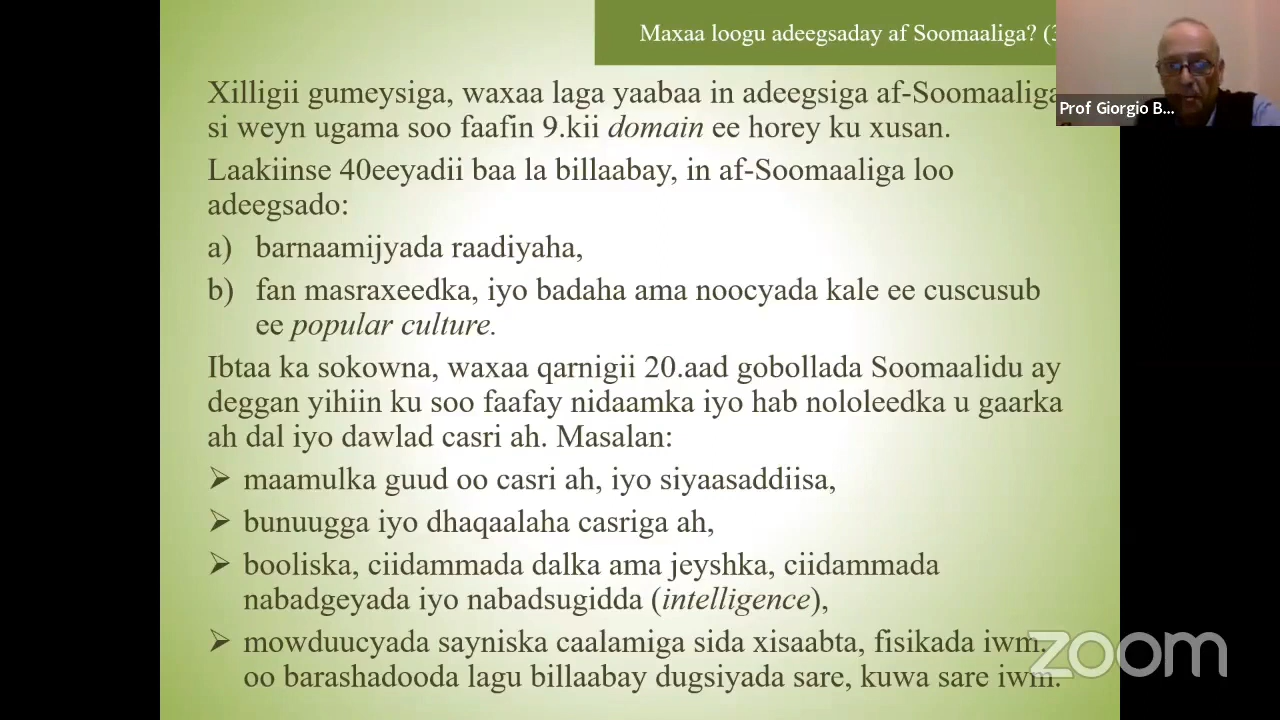 Maxaa loogu adeegsaday af Soomaaliga? (3
Prof Giorgio B...
Xilligii gumeysiga, waxaa laga yaabaa in adeegsiga af-Soomaaliga
si weyn ugama soo faafin 9.kii domain ee horey ku xusan.
Laakiinse 40eeyadii baa la billaabay, in af-Soomaaliga loo
adeegsado:
a) barnaamijyada raadiyaha,
b) fan masraxeedka, iyo badaha ama noocyada kale ee cuscusub
ee popular culture.
Ibtaa ka sokowna, waxaa qarnigii 20.aad gobollada Soomaalidu ay
deggan yihiin ku soo faafay nidaamka iyo hab nololeedka u gaarka
ah dal iyo dawlad casri ah. Masalan:
➢ maamulka guud oo casri ah, iyo siyaasaddiisa,
➢ bunuugga iyo dhaqaalaha casriga ah,
➢ booliska, ciidammada dalka ama jeyshka, ciidammada
nabadgeyada iyo nabadsugidda (intelligence),
➢ mowduucyada sayniska caalamiga sida xisaabta, fisikada iwm.
oo barashadooda lagu billaabay dugsiyada sare, kuwa sare iwm.
zoom